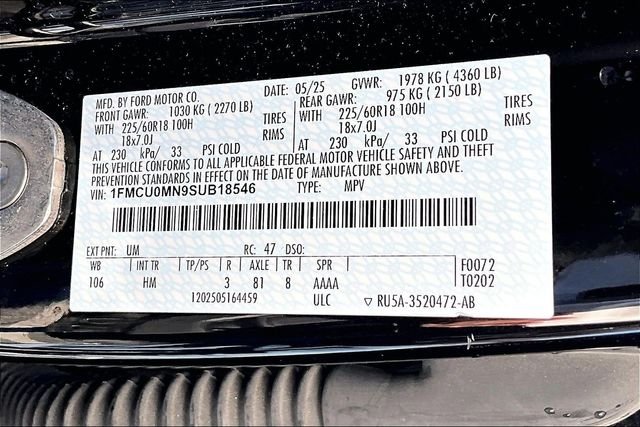 MFD. BY FORD MOTOR CO. DATE: 05/25 GVWR: 1978 KG ( 4360 LB)
FRONT GAWR: 1030 KG ( 2270 LB) REAR GAWR: 975 KG ( 2150 LB)
WITH 225/60R18 100H TIRES WITH 225/60R18 100H TIRES
18x7.0J RIMS 18x7.0J RIMS
AT 230 kPa/ 33 PSI COLD AT 230 kPa/ 33 PSI COLD
THIS VEHICLE CONFORMS TO ALL APPLICABLE FEDERAL MOTOR VEHICLE SAFETY AND THEFT
PREVENTION STANDARDS IN EFFECT ON THE DATE OF MANUFACTURE SHOWN ABOVE.
VIN: 1FMCU0MN9SUB18546 TYPE: MPV
EXT PNT: UM RC: 47 DSO:
WB INT TR TP/PS R AXLE TR SPR F0072
106 HM 3 81 8 AAAA T0202
1202505164459 ULC ▽ RU5A-3520472-AB